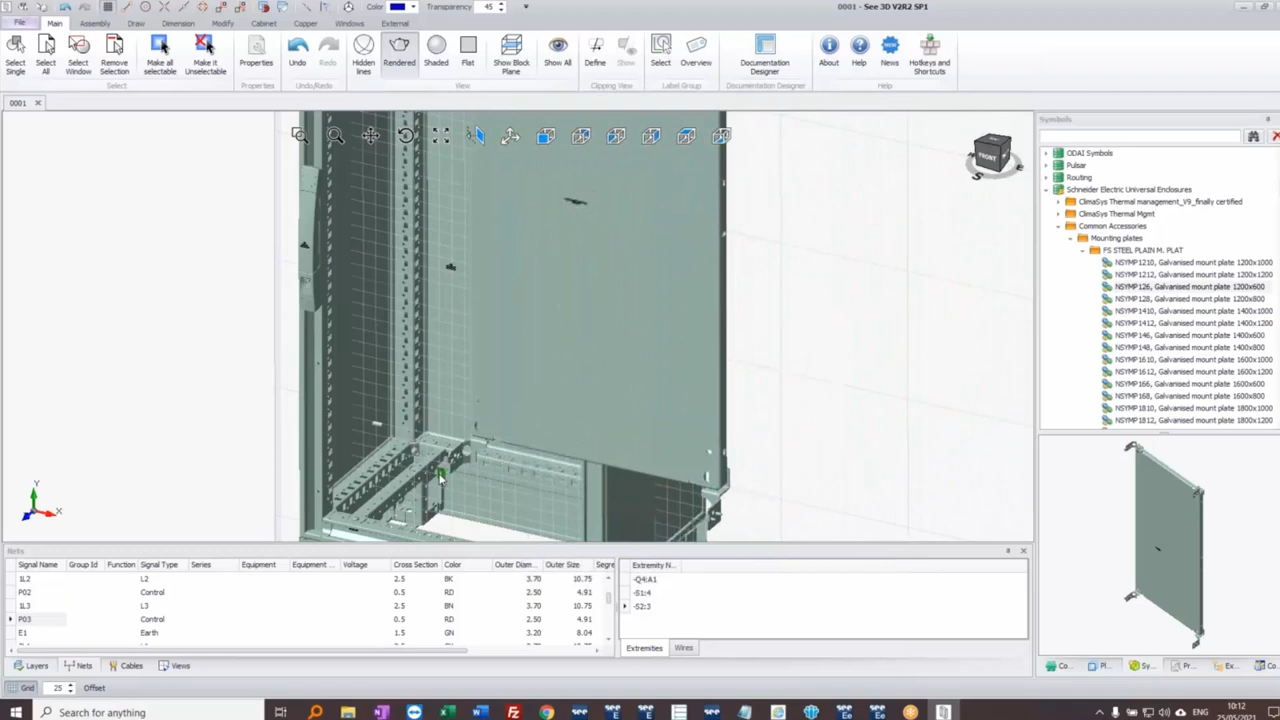 Color
Transparency 45
0001 - See 3D V2R2 SP1
File Main Assembly Draw Dimension Modify Cabinet Copper Windows External
Select Single
Select All
Select Window
Remove Selection
Make all selectable
Make it Unselectable
Properties
Undo
Redo
Hidden lines
Rendered
Shaded
Flat
Show Block Plane
Show All
Define
Show
Select
Overview
Documentation Designer
About
Help
News
Hotkeys and Shortcuts
Select
Properties
Undo/Redo
View
Clipping View
Label Group
Documentation Designer
Help
0001
FRONT
S
E
Y
X
Symbols
ODAI Symbols
Pulsar
Routing
Schneider Electric Universal Enclosures
ClimaSys Thermal management_V9_finally certified
ClimaSys Thermal Mgmt
Common Accessories
Mounting plates
FS STEEL PLAIN M. PLAT
NSYMP1210, Galvanised mount plate 1200x1000
NSYMP1212, Galvanised mount plate 1200x1200
NSYMP126, Galvanised mount plate 1200x600
NSYMP128, Galvanised mount plate 1200x800
NSYMP1410, Galvanised mount plate 1400x1000
NSYMP1412, Galvanised mount plate 1400x1200
NSYMP146, Galvanised mount plate 1400x600
NSYMP148, Galvanised mount plate 1400x800
NSYMP1610, Galvanised mount plate 1600x1000
NSYMP1612, Galvanised mount plate 1600x1200
NSYMP166, Galvanised mount plate 1600x600
NSYMP168, Galvanised mount plate 1600x800
NSYMP1810, Galvanised mount plate 1800x1000
NSYMP1812, Galvanised mount plate 1800x1200
Nets
Signal Name Group Id Function Signal Type Series Equipment Equipment ... Voltage Cross Section Color Outer Diam... Outer Size Segre
1L2 L2 2.5 BK 3.70 10.75
P02 Control 0.5 RD 2.50 4.91
1L3 L3 2.5 BN 3.70 10.75
P03 Control 0.5 RD 2.50 4.91
E1 Earth 1.5 GN 3.20 8.04
Extremity N...
-Q4:A1
-S1:4
-S2:3
Extremities Wires
Layers Nets Cables Views
Co... Pl... Sy... Pr... Ex... Co...
Grid 25 Offset
Search for anything
ENG
10:12
25/05/2021